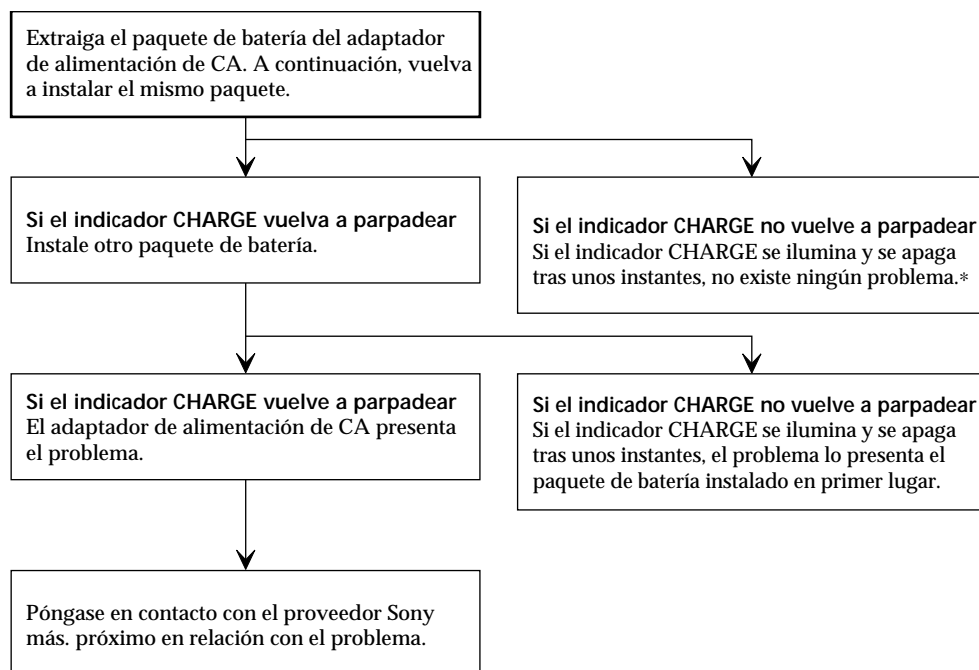 Extraiga el paquete de batería del adaptador
de alimentación de CA. A continuación, vuelva
a instalar el mismo paquete.
Si el indicador CHARGE vuelva a parpadear
Instale otro paquete de batería.
Si el indicador CHARGE no vuelve a parpadear
Si el indicador CHARGE se ilumina y se apaga
tras unos instantes, no existe ningún problema.*
Si el indicador CHARGE vuelve a parpadear
El adaptador de alimentación de CA presenta
el problema.
Si el indicador CHARGE no vuelve a parpadear
Si el indicador CHARGE se ilumina y se apaga
tras unos instantes, el problema lo presenta el
paquete de batería instalado en primer lugar.
Póngase en contacto con el proveedor Sony
más. próximo en relación con el problema.